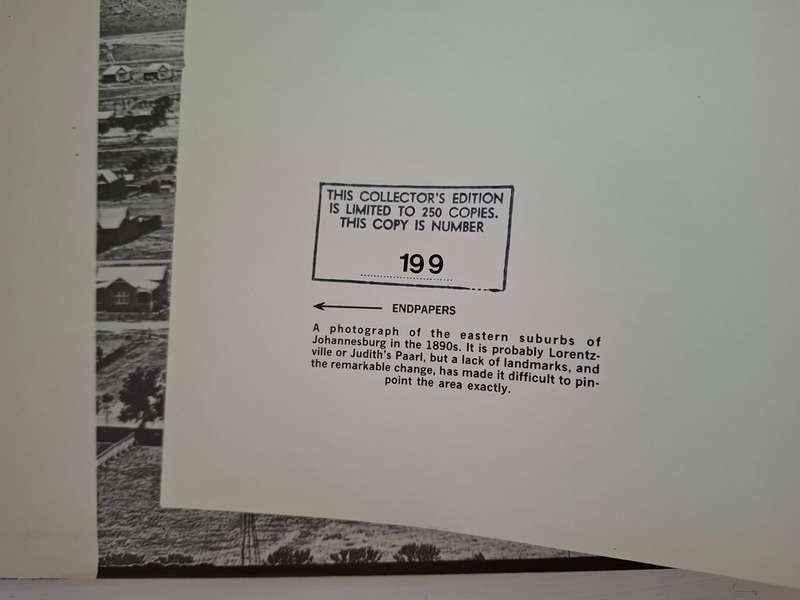 THIS COLLECTOR'S EDITION
IS LIMITED TO 250 COPIES.
THIS COPY IS NUMBER
199
ENDPAPERS
A photograph of the eastern suburbs of
Johannesburg in the 1890s. It is probably Lorentz-
ville or Judith's Paarl, but a lack of landmarks, and
the remarkable change, has made it difficult to pin-
point the area exactly.